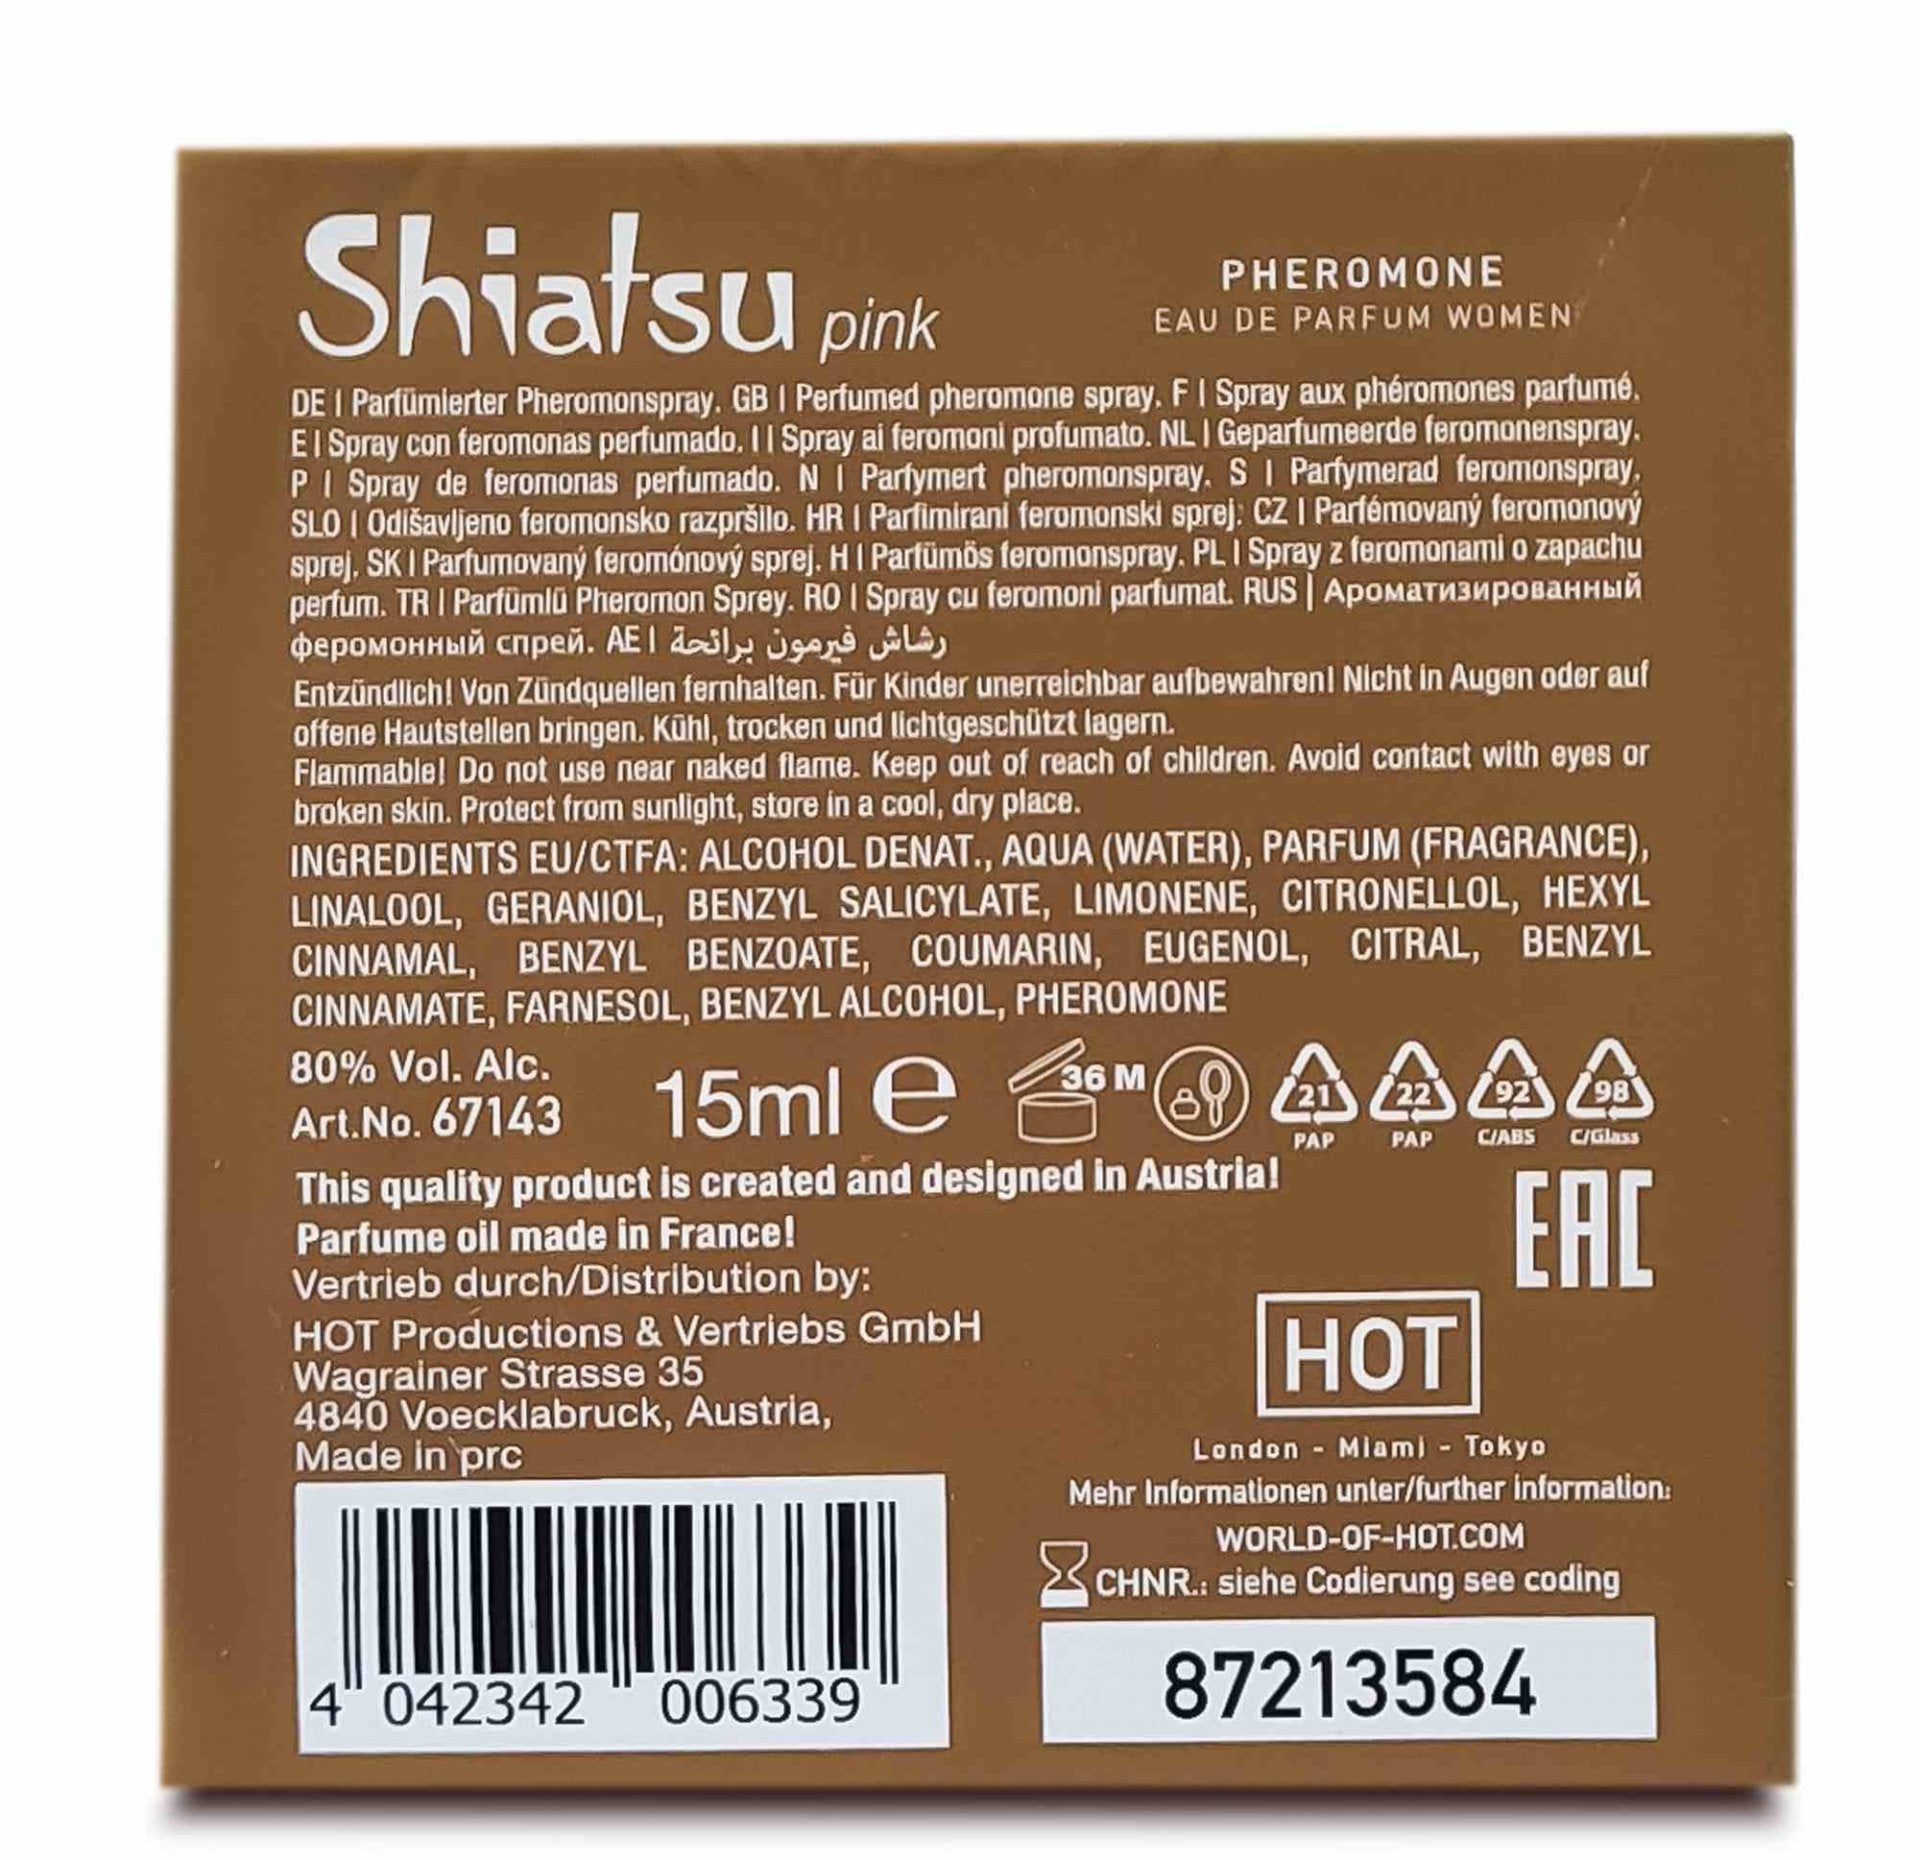 Shiatsu pink
PHEROMONE
EAU DE PARFUM WOMEN
DE | Parfümierter Pheromonspray. GB | Perfumed pheromone spray. F | Spray aux phéromones parfumé.
E | Spray con feromonas perfumado. I | Spray ai feromoni profumato. NL | Geparfumeerde feromonenspray.
P | Spray de feromonas perfumado. N | Parfymert pheromonspray. S | Parfymerad feromonspray.
SLO | Odišavljeno feromonsko razpršilo. HR | Parfimirani feromonski sprej. CZ | Parfémovaný feromonový
sprej. SK | Parfumovaný feromónový sprej. H | Parfümös feromonspray. PL | Spray z feromonami o zapachu
perfum. TR | Parfümlü Pheromon Sprey. RO | Spray cu feromoni parfumat. RUS | Ароматизированный
феромонный спрей. AE | رشاش فيرمون برائحة
Entzündlich! Von Zündquellen fernhalten. Für Kinder unerreichbar aufbewahren! Nicht in Augen oder auf
offene Hautstellen bringen. Kühl, trocken und lichtgeschützt lagern.
Flammable! Do not use near naked flame. Keep out of reach of children. Avoid contact with eyes or
broken skin. Protect from sunlight, store in a cool, dry place.
INGREDIENTS EU/CTFA: ALCOHOL DENAT., AQUA (WATER), PARFUM (FRAGRANCE),
LINALOOL, GERANIOL, BENZYL SALICYLATE, LIMONENE, CITRONELLOL, HEXYL
CINNAMAL, BENZYL BENZOATE, COUMARIN, EUGENOL, CITRAL, BENZYL
CINNAMATE, FARNESOL, BENZYL ALCOHOL, PHEROMONE
80% Vol. Alc.
Art.No. 67143
15ml e
36 M
21 22 92 98
PAP PAP C/ABS C/Glass
This quality product is created and designed in Austria!
Parfume oil made in France!
EAC
Vertrieb durch/Distribution by:
HOT Productions & Vertriebs GmbH
Wagrainer Strasse 35
4840 Voecklabruck, Austria,
Made in prc
HOT
London - Miami - Tokyo
Mehr Informationen unter/further information:
WORLD-OF-HOT.COM
CHNR.: siehe Codierung see coding
87213584
4 042342 006339